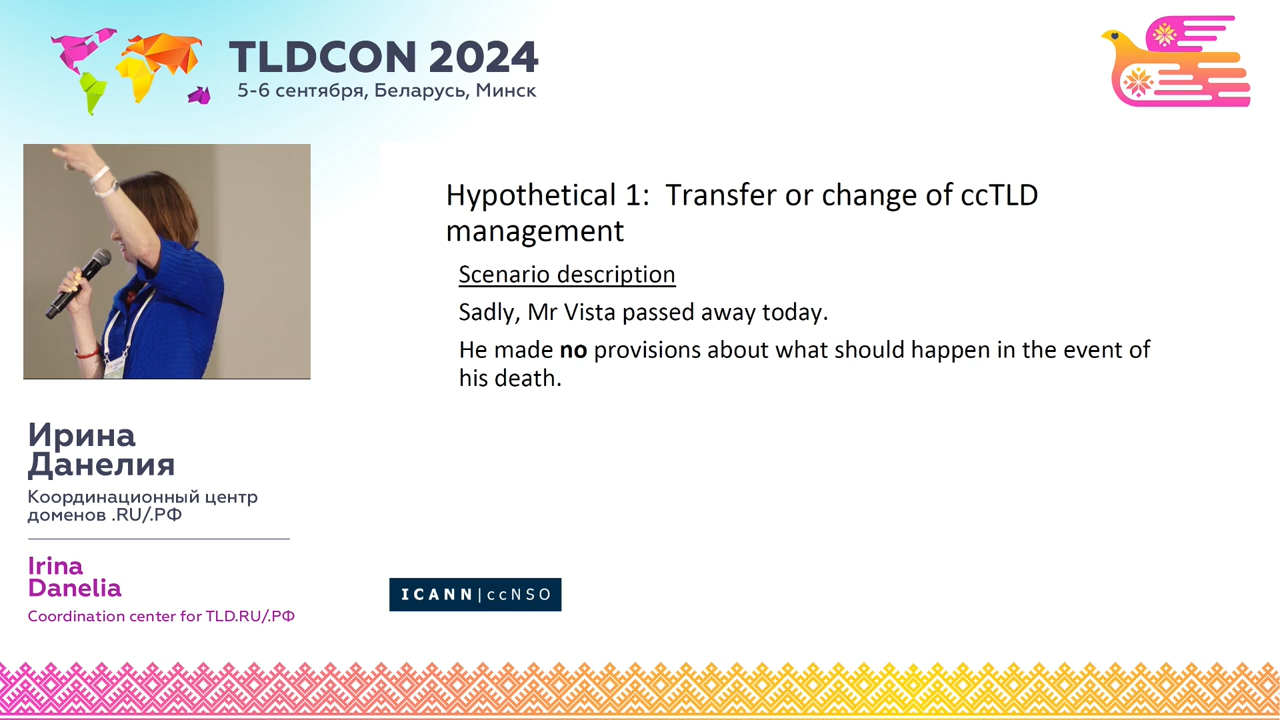 TLDCON 2024
5-6 сентября, Беларусь, Минск
Hypothetical 1: Transfer or change of ccTLD
management
Scenario description
Sadly, Mr Vista passed away today.
He made no provisions about what should happen in the event of
his death.
Ирина
Данелия
Координационный центр
доменов .RU/.РФ
Irina
Danelia
Coordination center for TLD.RU/.РФ
ICANN|ccNSO